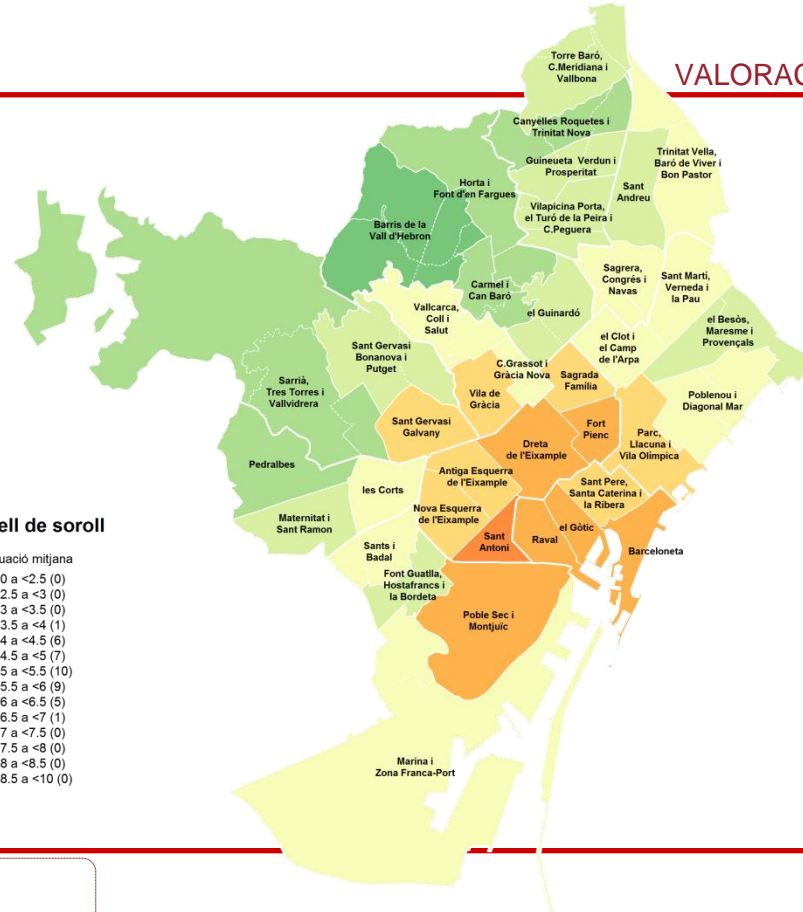 VALORAC
Torre Baró,
C.Meridiana i
Vallbona
Canyelles Roquetes i
Trinitat Nova
Trinitat Vella,
Baró de Viver i
Bon Pastor
Guineueta Verdun i
Prosperitat
Horta i
Font d'en Fargues
Sant
Andreu
Vilapicina Porta,
el Turó de la Peira i
C.Peguera
Barris de la
Vall d'Hebron
Sagrera,
Congrés i
Navas
Sant Martí,
Verneda i
la Pau
Carmel i
Can Baró
el Guinardó
Vallcarca,
Coll i
Salut
el Besòs,
Maresme i
Provençals
el Clot i
el Camp
de l'Arpa
Sant Gervasi
Bonanova i
Putget
C.Grassot i
Gràcia Nova
Sagrada
Família
Sarrià,
Tres Torres i
Vallvidrera
Vila de
Gràcia
Poblenou i
Diagonal Mar
Sant Gervasi
Galvany
Fort
Pienc
Parc,
Llacuna i
Vila Olímpica
Dreta
de l'Eixample
Pedralbes
Antiga Esquerra
de l'Eixample
les Corts
Sant Pere,
Santa Caterina i
la Ribera
Nova Esquerra
de l'Eixample
Maternitat i
Sant Ramon
el Gòtic
Sant
Antoni
Raval
Barceloneta
Sants i
Badal
Font Guatlla,
Hostafrancs i
la Bordeta
Poble Sec i
Montjuïc
Marina i
Zona Franca-Port
ell de soroll
uació mitjana
0 a <2.5 (0)
2.5 a <3 (0)
3 a <3.5 (0)
3.5 a <4 (1)
4 a <4.5 (6)
4.5 a <5 (7)
5 a <5.5 (10)
5.5 a <6 (9)
6 a <6.5 (5)
6.5 a <7 (1)
7 a <7.5 (0)
7.5 a <8 (0)
8 a <8.5 (0)
8.5 a <10 (0)